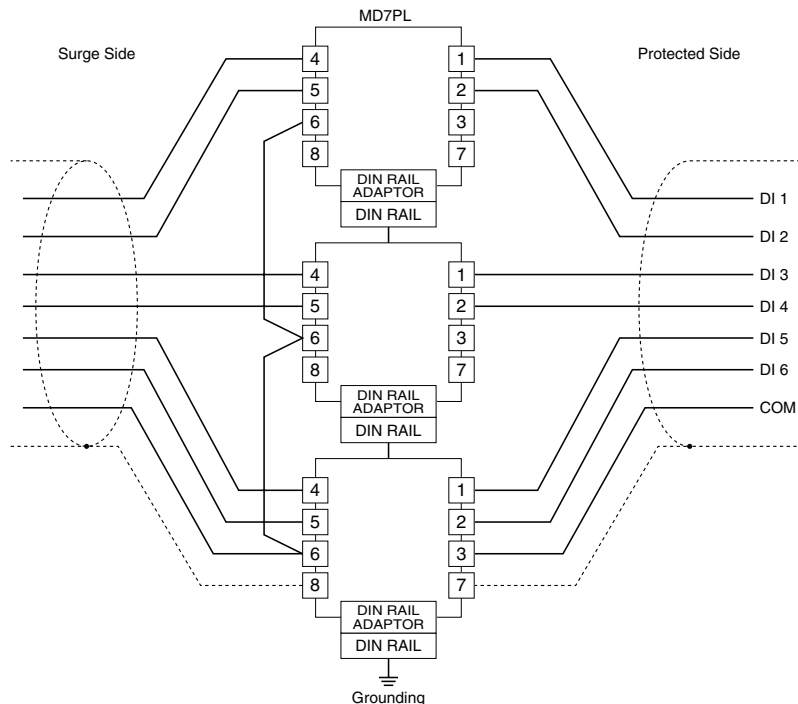 MD7PL
Surge Side
Protected Side
4
1
5
2
6
3
8
7
DIN RAIL
ADAPTOR
DIN RAIL
DI 1
DI 2
4
1
DI 3
5
2
DI 4
6
3
DI 5
8
7
DI 6
DIN RAIL
ADAPTOR
DIN RAIL
COM
4
1
5
2
6
3
8
7
DIN RAIL
ADAPTOR
DIN RAIL
Grounding